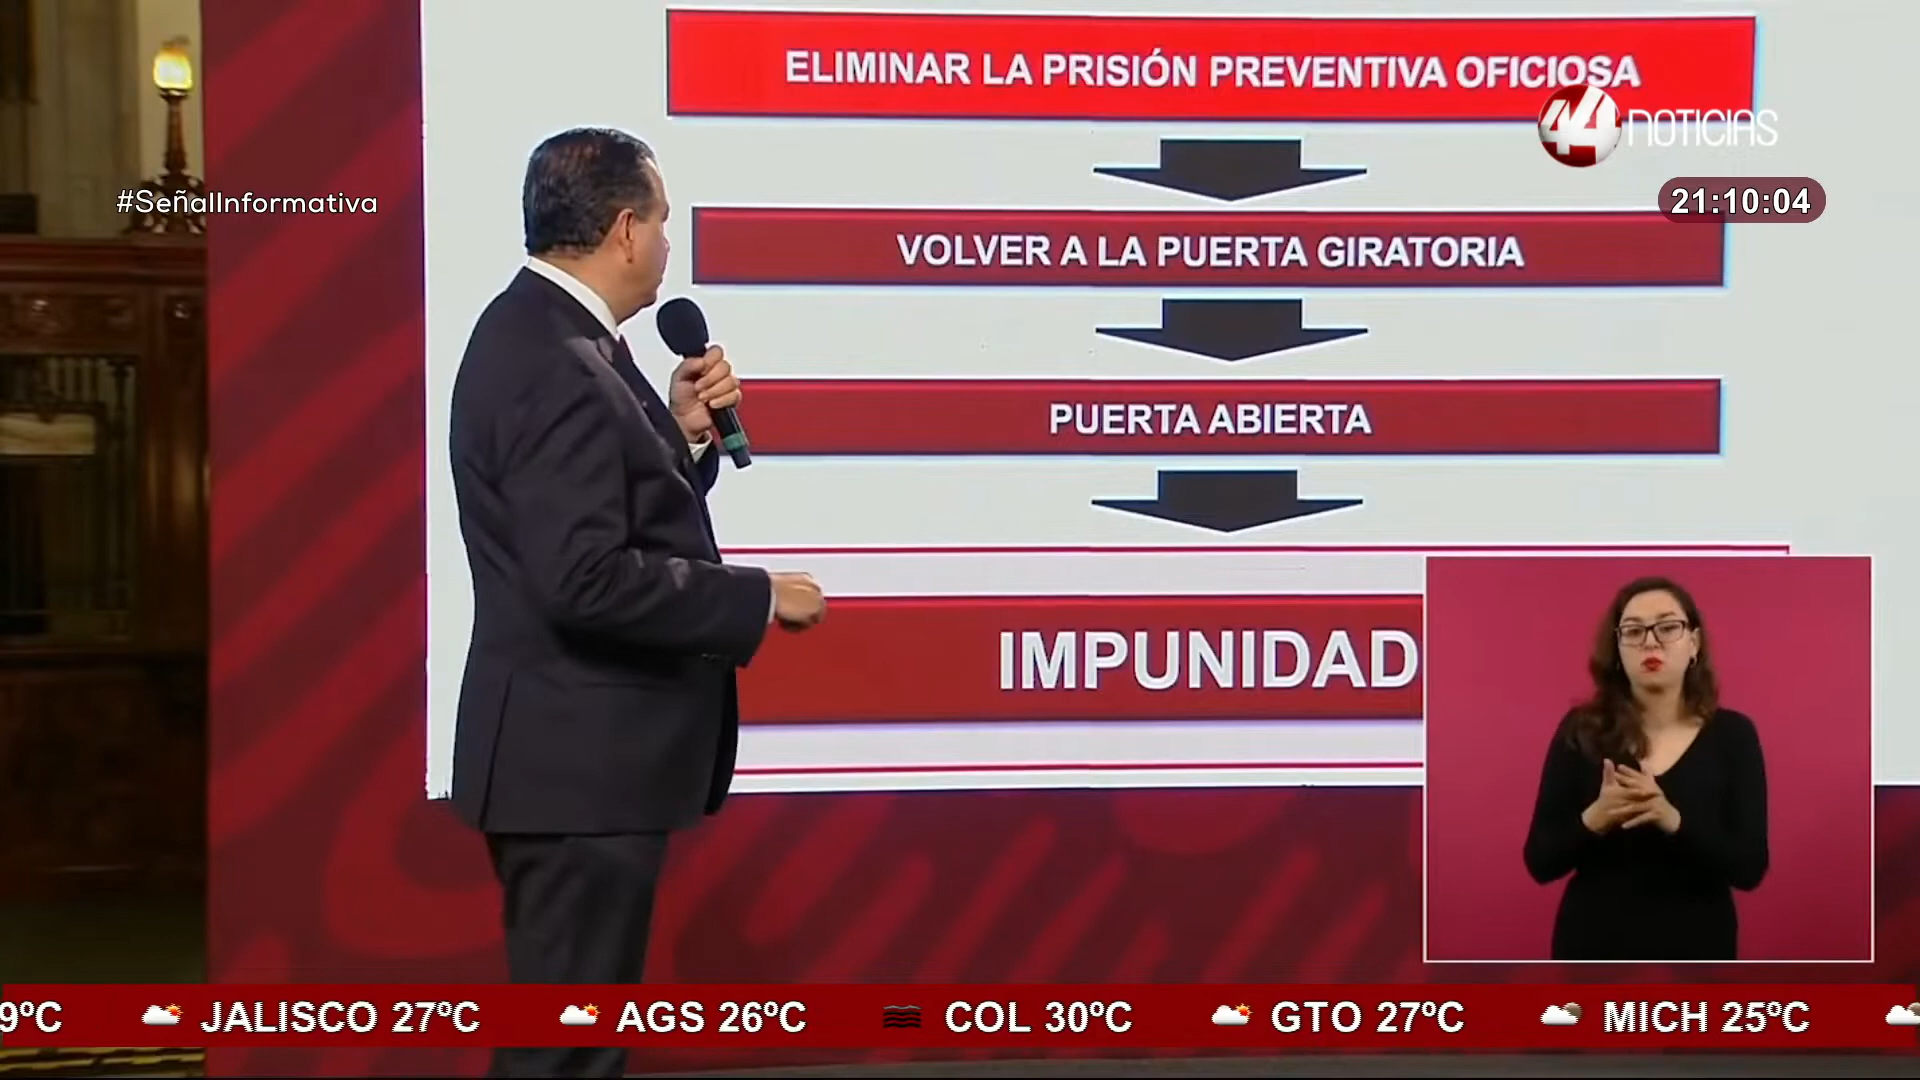 ELIMINAR LA PRISIÓN PREVENTIVA OFICIOSA
44 NOTICIAS
#SeñalInformativa
21:10:04
VOLVER A LA PUERTA GIRATORIA
PUERTA ABIERTA
IMPUNIDAD
9ºC JALISCO 27ºC AGS 26ºC COL 30ºC GTO 27ºC MICH 25ºC